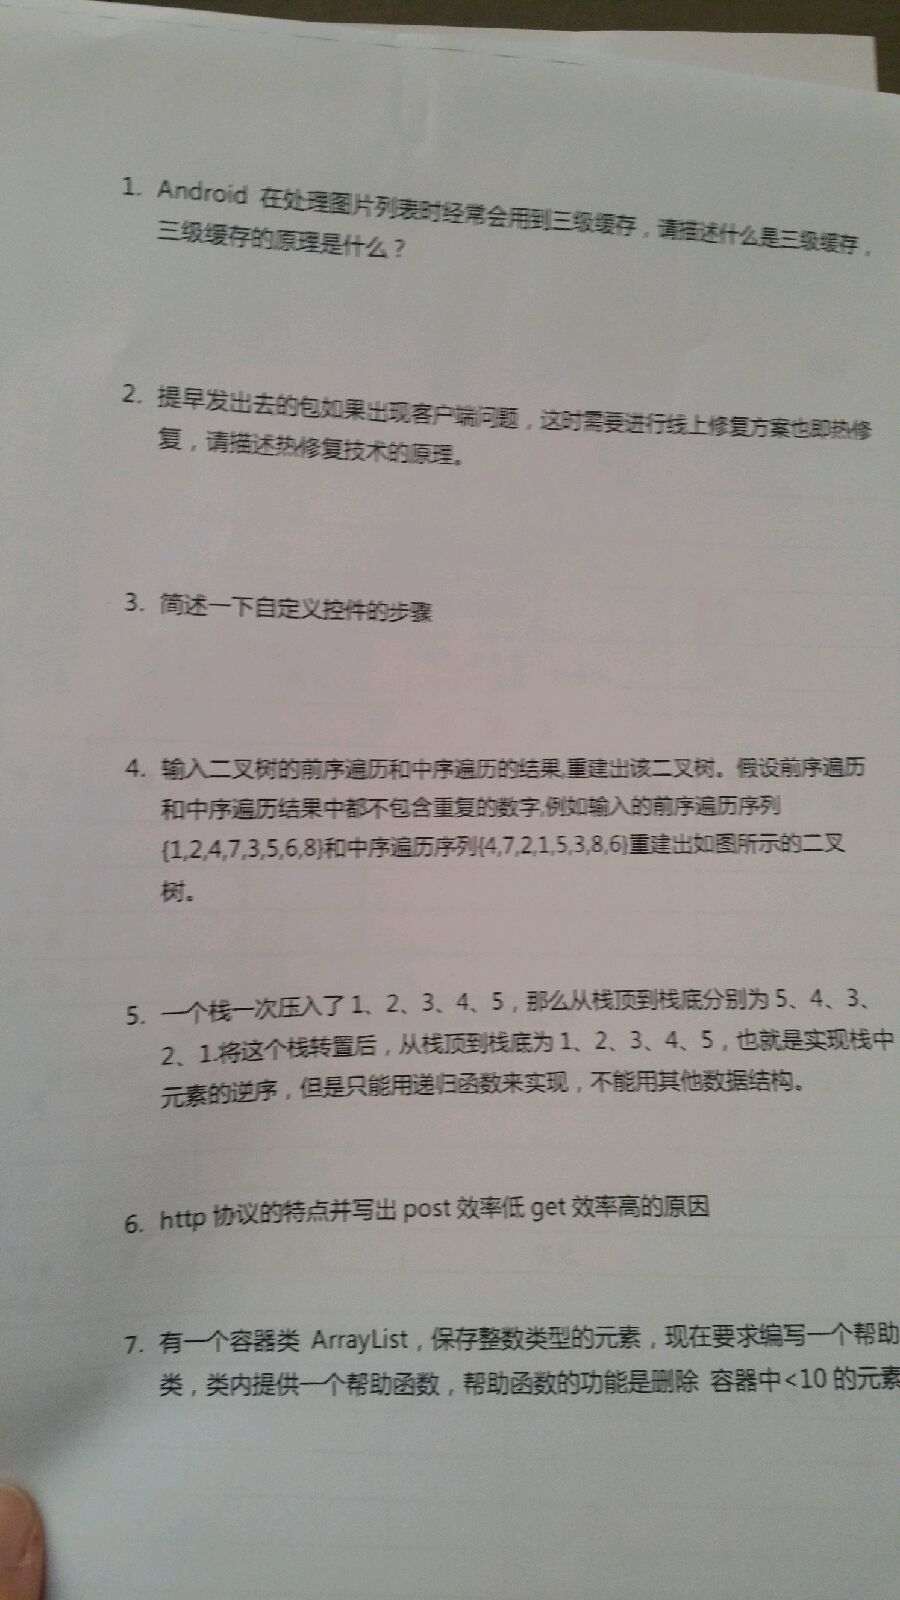 1. Android 在处理图片列表时经常会用到三级缓存，请描述什么是三级缓存，
三级缓存的原理是什么？
2. 提早发出去的包如果出现客户端问题，这时需要进行线上修复方案也即热修
复，请描述热修复技术的原理。
3. 简述一下自定义控件的步骤
4. 输入二叉树的前序遍历和中序遍历的结果,重建出该二叉树。假设前序遍历
和中序遍历结果中都不包含重复的数字,例如输入的前序遍历序列
{1,2,4,7,3,5,6,8}和中序遍历序列{4,7,2,1,5,3,8,6}重建出如图所示的二叉
树。
5. 一个栈一次压入了 1、2、3、4、5，那么从栈顶到栈底分别为 5、4、3、
2、1.将这个栈转置后，从栈顶到栈底为 1、2、3、4、5，也就是实现栈中
元素的逆序，但是只能用递归函数来实现，不能用其他数据结构。
6. http 协议的特点并写出 post 效率低 get 效率高的原因
7. 有一个容器类 ArrayList，保存整数类型的元素，现在要求编写一个帮助
类，类内提供一个帮助函数，帮助函数的功能是删除 容器中<10 的元素